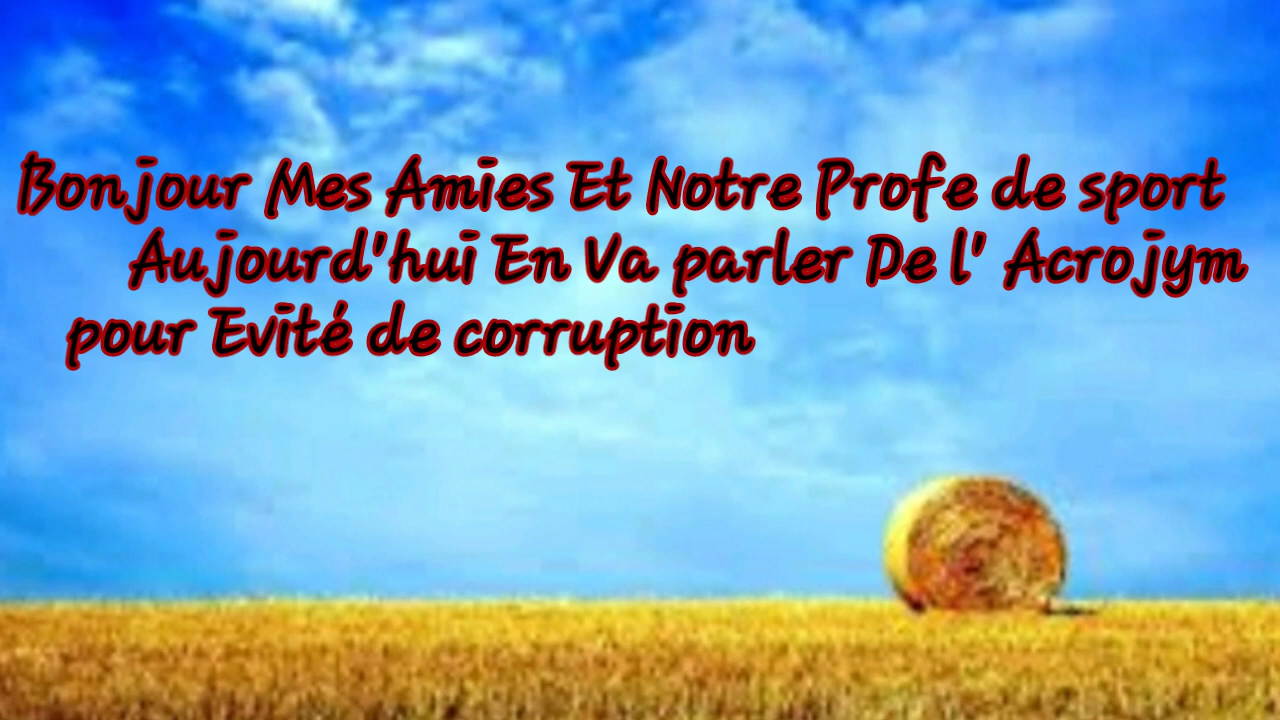 Bonjour Mes Amies Et Notre Profe de sport
Aujourd'hui En Va parler De l' Acrojym
pour Evité de corruption